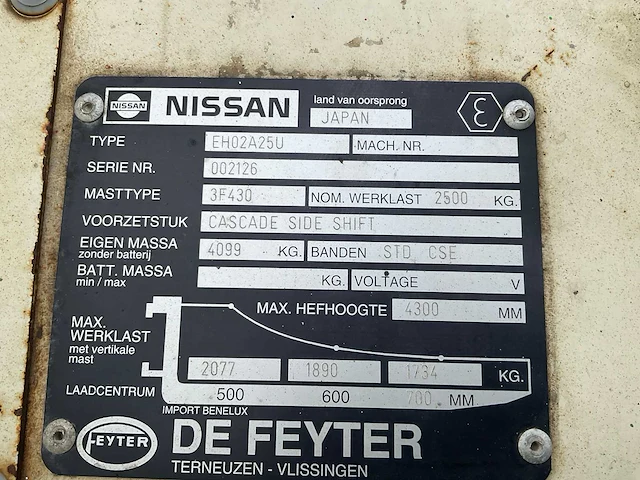 NISSAN NISSAN land van oorsprong
JAPAN
TYPE EH02A25U MACH. NR.
SERIE NR. 002126
MASTTYPE 3F430 NOM. WERKLAST 2500 KG.
VOORZETSTUK CASCADE SIDE SHIFT
EIGEN MASSA zonder batterij 4099 KG. BANDEN STD CSE
BATT. MASSA min / max KG. VOLTAGE V
MAX. HEFHOOGTE 4300 MM
MAX. WERKLAST
met vertikale
mast
2077 1890 1734 KG.
LAADCENTRUM 500 600 700 MM
IMPORT BENELUX
FEYTER DE FEYTER
TERNEUZEN - VLISSINGEN